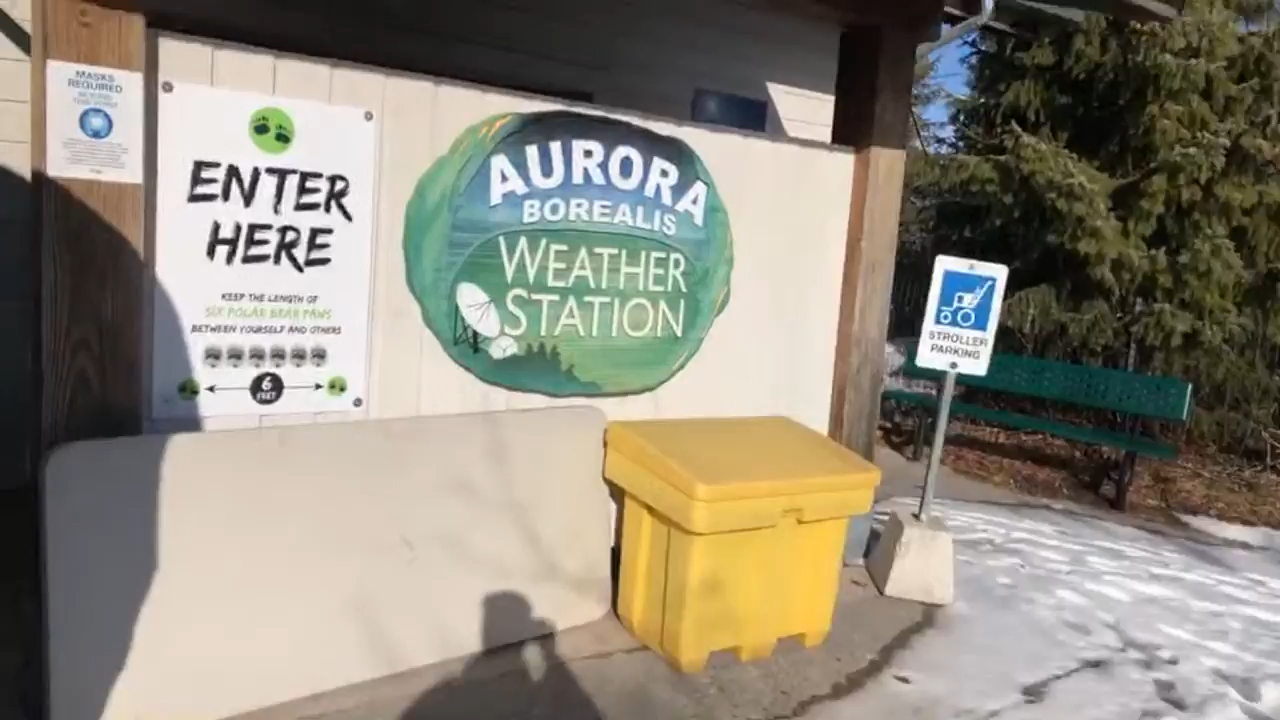 MASKS
REQUIRED
ENTER
HERE
KEEP THE LENGTH OF
SIX POLAR BEAR PAWS
BETWEEN YOURSELF AND OTHERS
6
FEET
AURORA
BOREALIS
WEATHER
STATION
STROLLER
PARKING